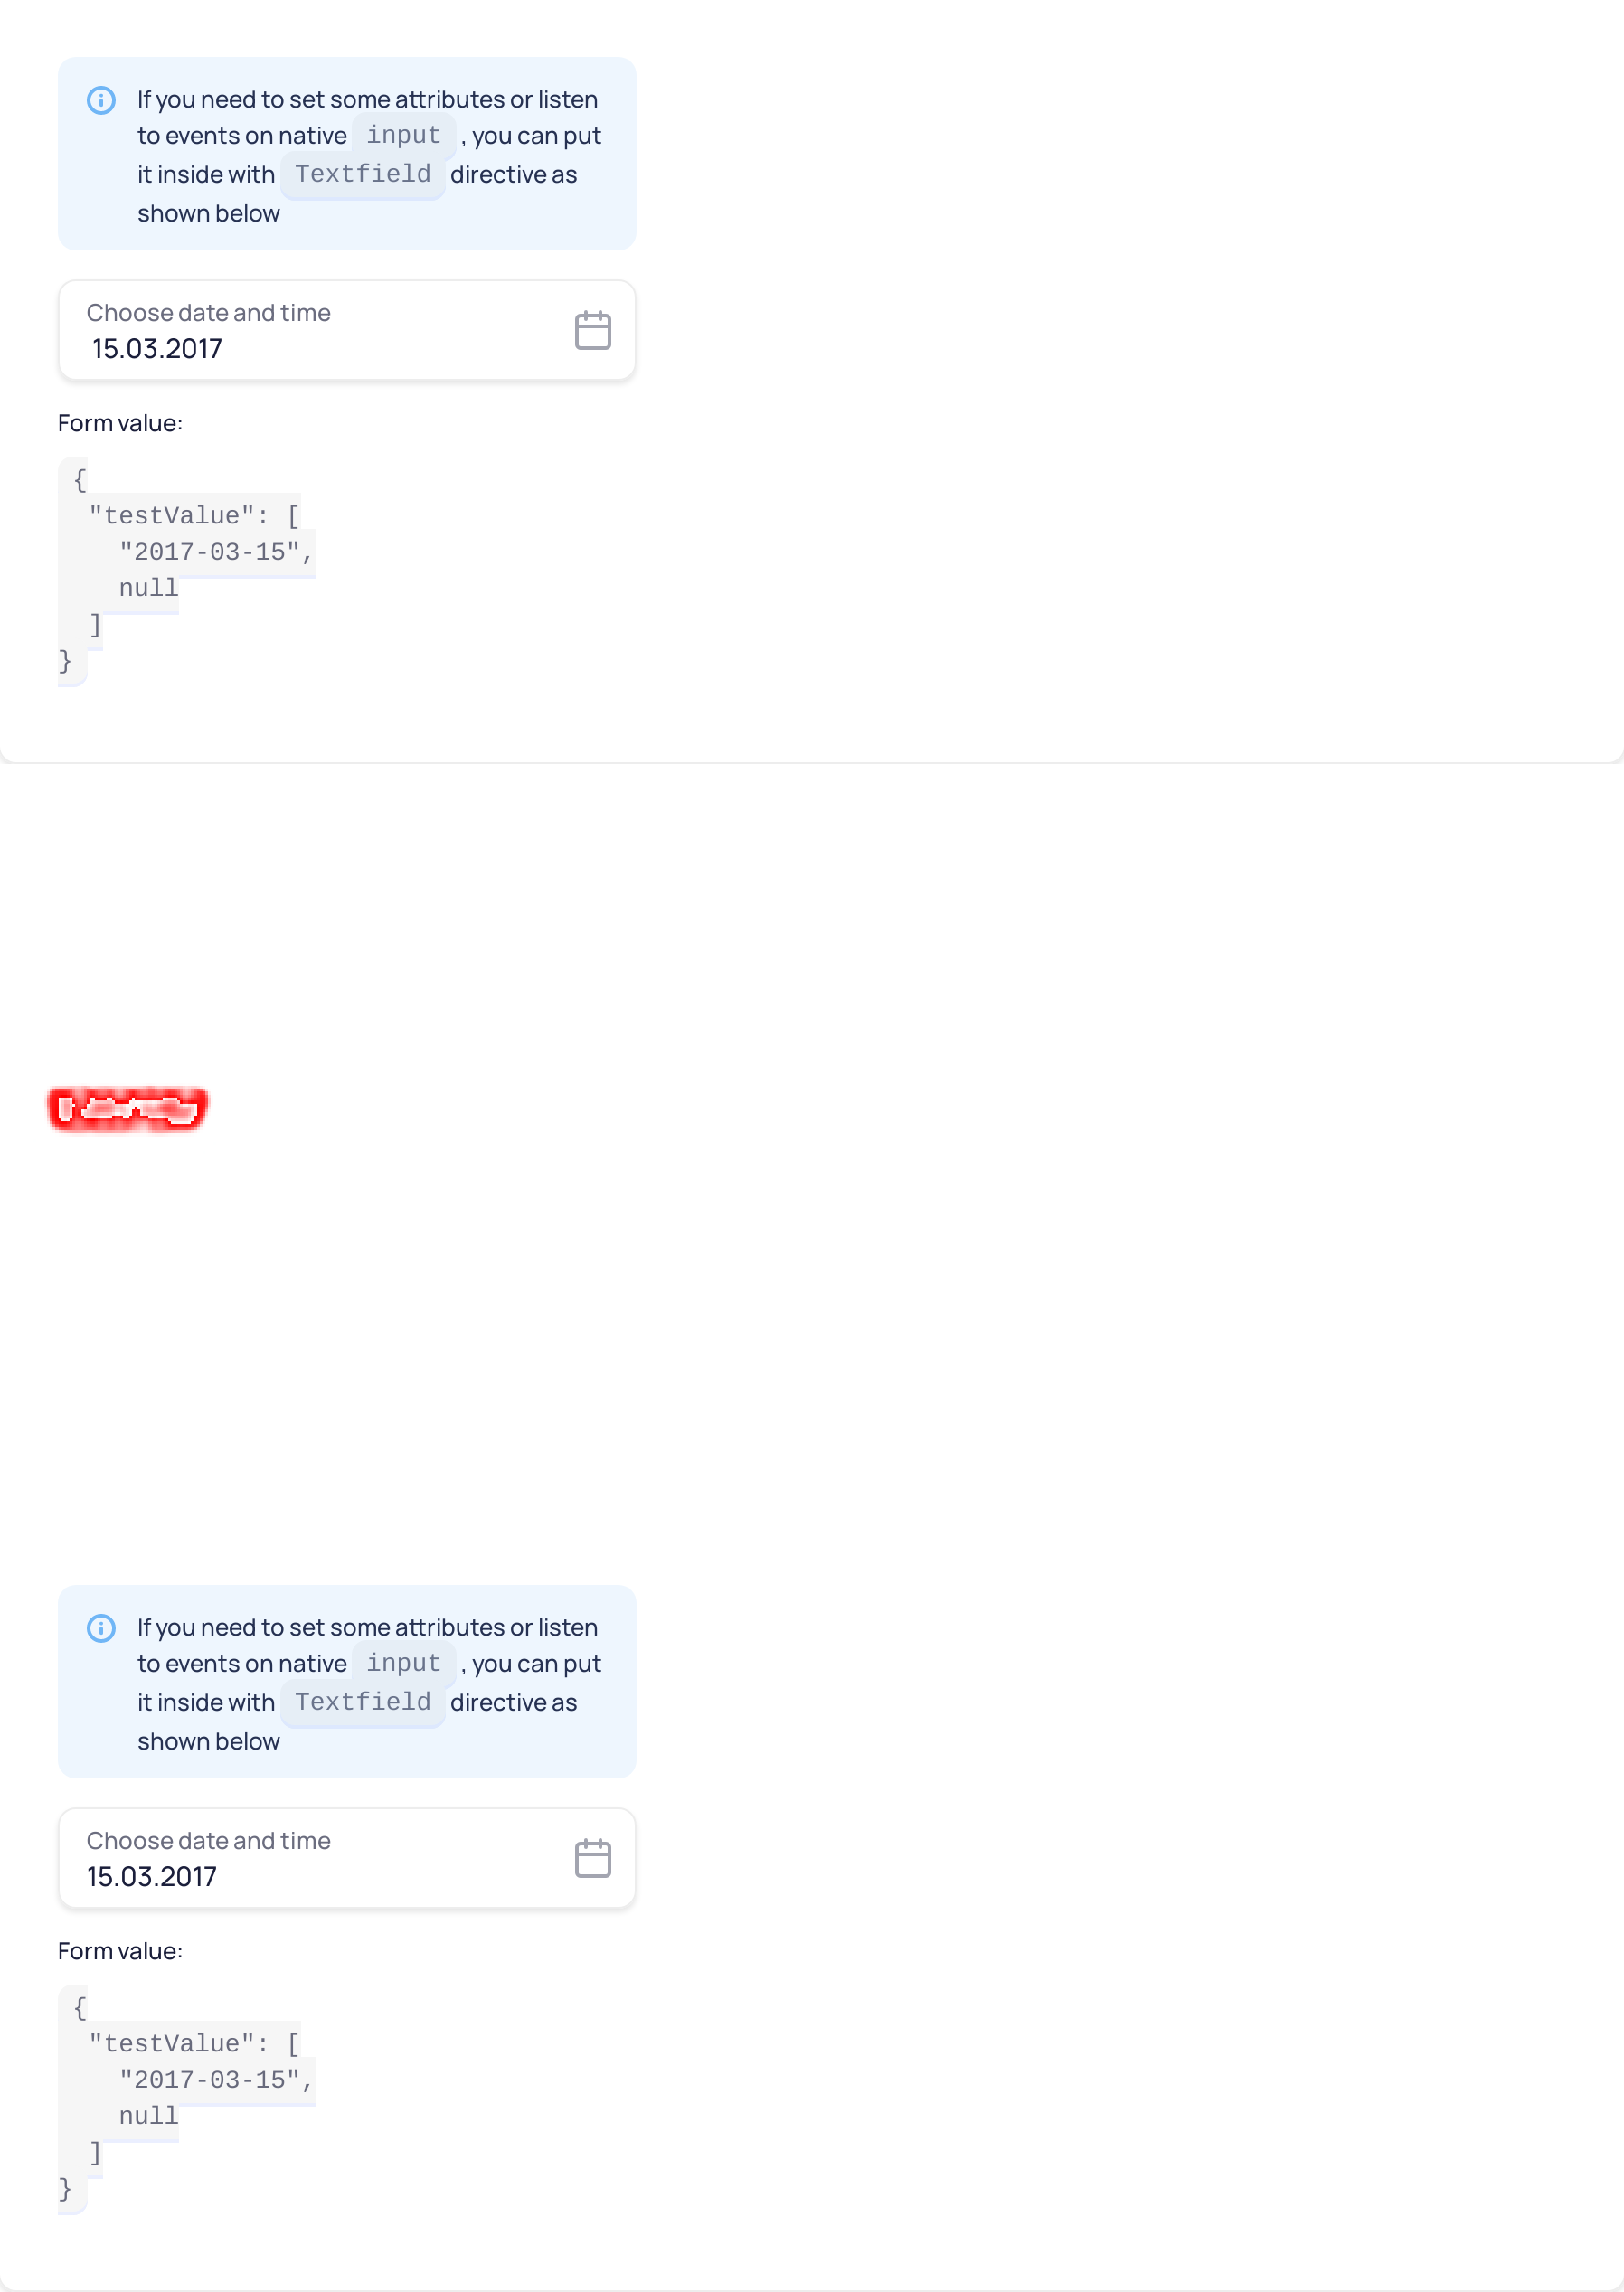 If you need to set some attributes or listen
to events on native input , you can put
it inside with Textfield directive as
shown below
Choose date and time
15.03.2017
Form value:
{
"testValue": [
"2017-03-15",
null
]
}
If you need to set some attributes or listen
to events on native input , you can put
it inside with Textfield directive as
shown below
Choose date and time
15.03.2017
Form value:
{
"testValue": [
"2017-03-15",
null
]
}